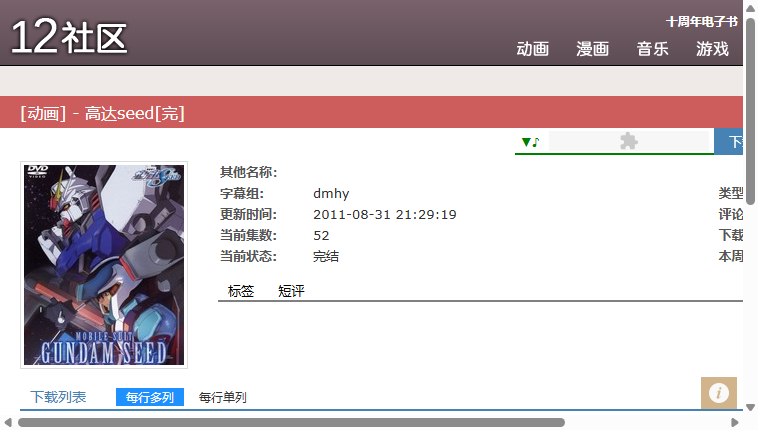 12社区
十周年电子书
动画 漫画 音乐 游戏
[动画] - 高达seed[完]
▼♪
下
DVD
VIDEO
其他名称:
字幕组: dmhy 类型
更新时间: 2011-08-31 21:29:19 评论
当前集数: 52 下载
当前状态: 完结 本周
标签 短评
MOBILE SUIT
GUNDAM SEED
下载列表 每行多列 每行单列
i